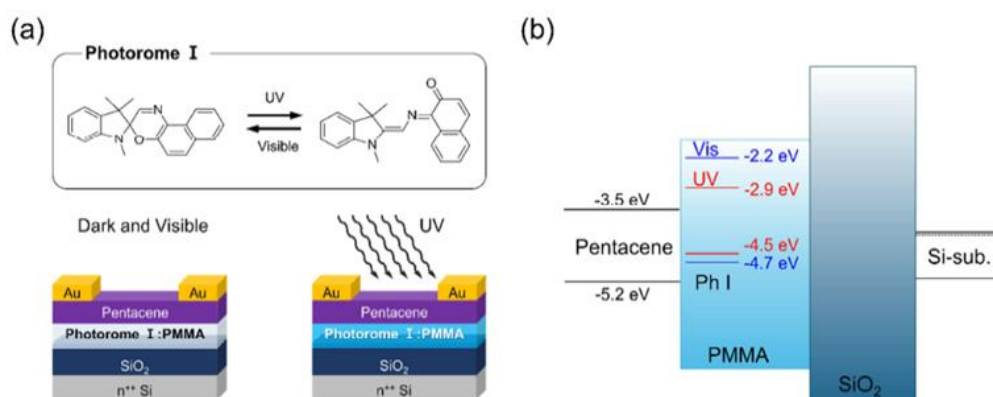 (a)
Photorome I
UV
Visible
N
O
N
O
N
N
Dark and Visible
UV
Au
Au
Pentacene
Photorome I:PMMA
SiO2
n++ Si
Au
Au
Pentacene
Photorome I:PMMA
SiO2
n++ Si
(b)
Vis
-2.2 eV
UV
-2.9 eV
-3.5 eV
Pentacene
-4.5 eV
-4.7 eV
Si-sub.
Ph I
-5.2 eV
PMMA
SiO2